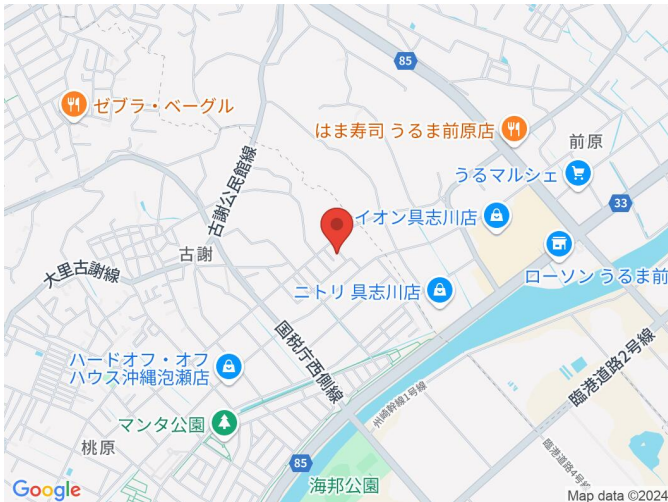 85
ゼブラ・ベーグル
はま寿司 うるま前原店
前原
うるマルシェ
古謝公民館線
33
イオン具志川店
古謝
大里古謝線
ローソン うるま前
ニトリ 具志川店
国税庁西側線
臨港道路2号線
ハードオフ・オフ
ハウス沖縄泡瀬店
州崎幹線1号線
マンタ公園
桃原
臨港道路4号線
85
海邦公園
Google
Map data ©2024